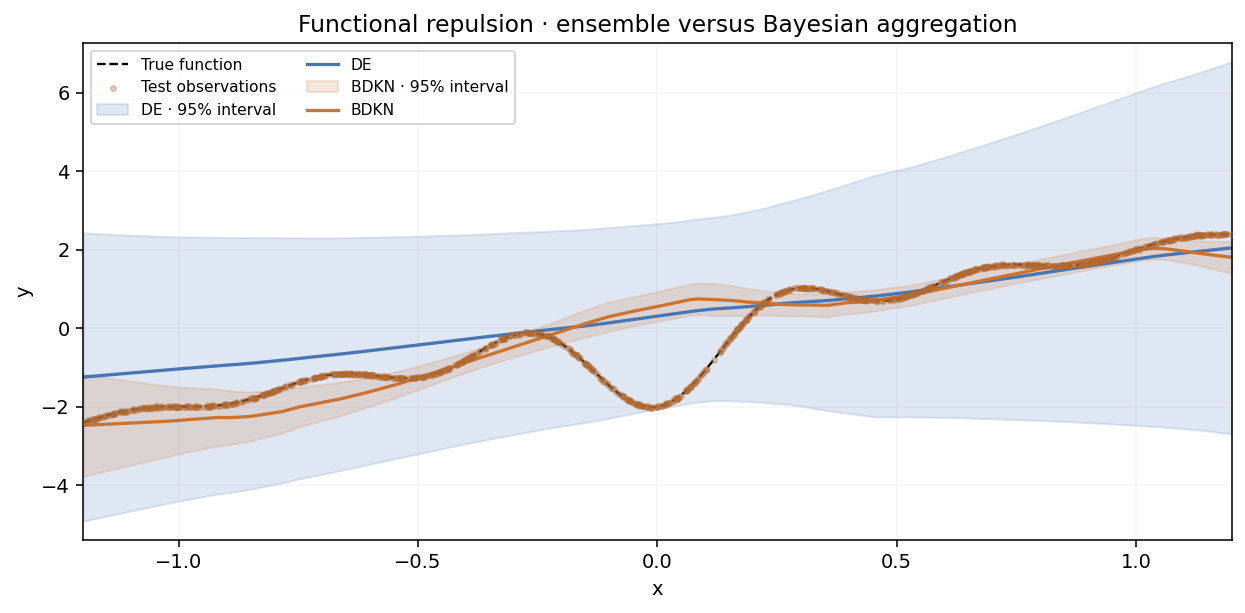 Functional repulsion · ensemble versus Bayesian aggregation
True function
Test observations
DE · 95% interval
DE
BDKN · 95% interval
BDKN
y
6
4
2
0
−2
−4
−1.0 −0.5 0.0 0.5 1.0
x